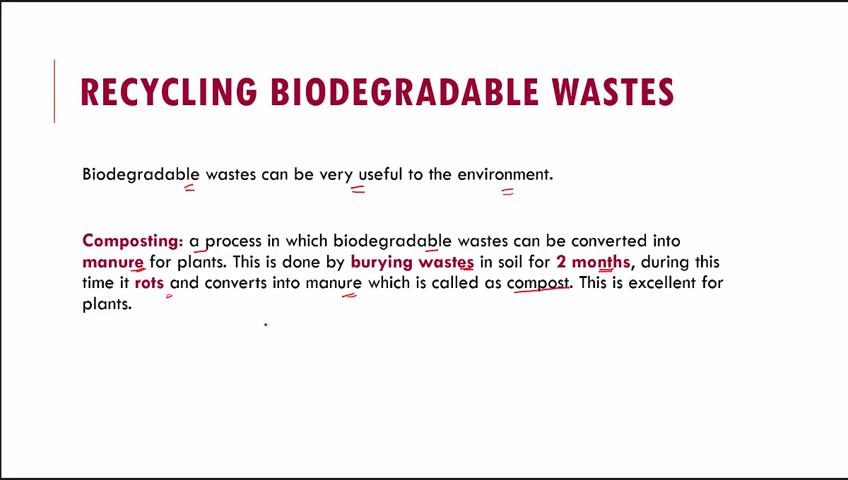 RECYCLING BIODEGRADABLE WASTES
Biodegradable wastes can be very useful to the environment.
Composting: a process in which biodegradable wastes can be converted into
manure for plants. This is done by burying wastes in soil for 2 months, during this
time it rots and converts into manure which is called as compost. This is excellent for
plants.